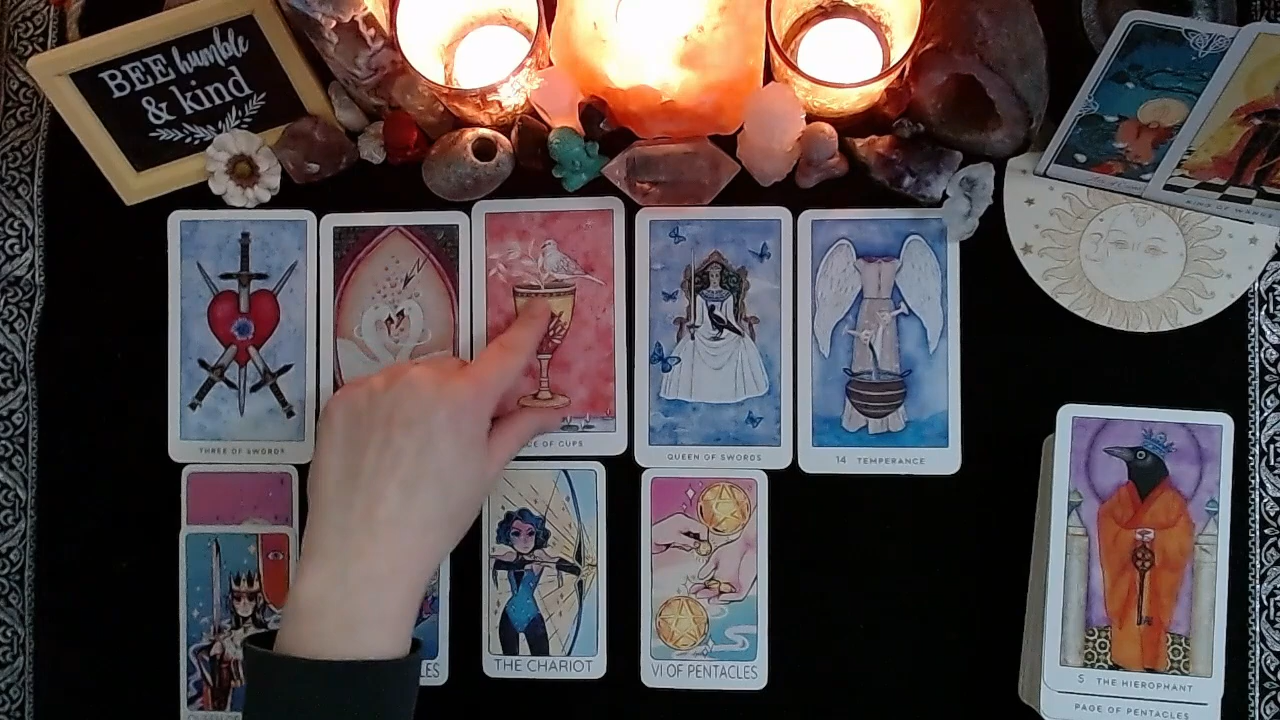 BEE humble
& kind
THREE OF SWORDS
CE OF CUPS
QUEEN OF SWORDS
14 TEMPERANCE
LES
THE CHARIOT
VI OF PENTACLES
5 THE HIEROPHANT
PAGE OF PENTACLES